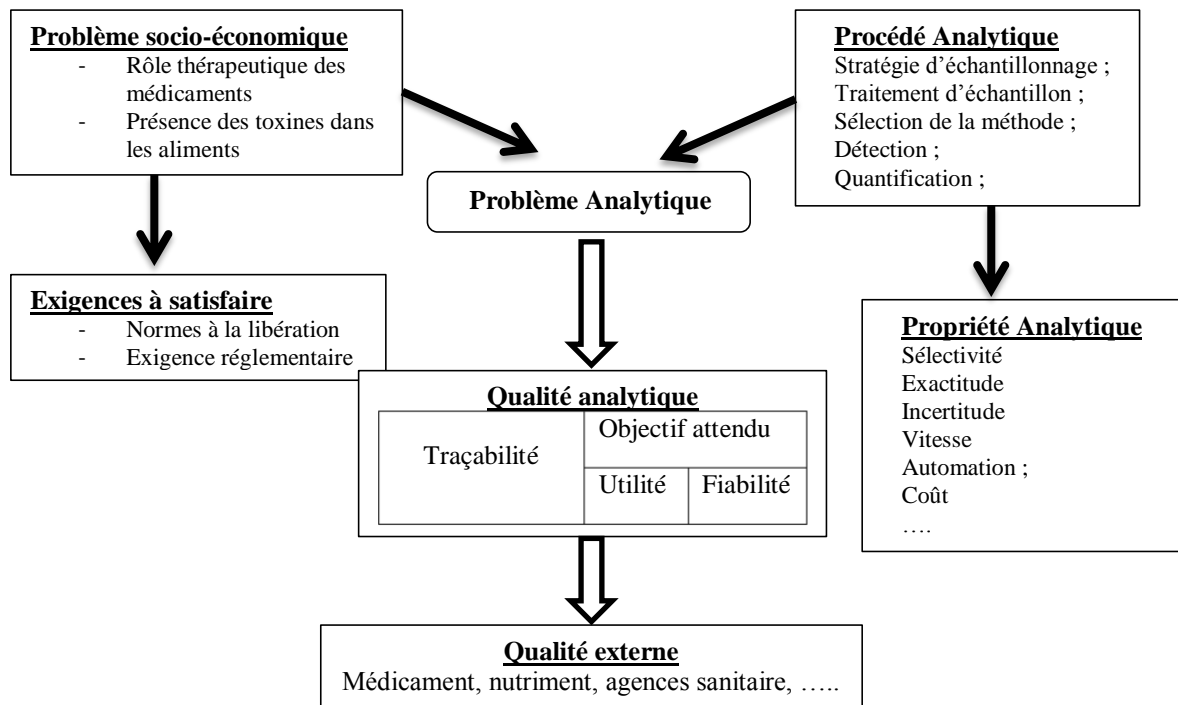 Problème socio-économique
- Rôle thérapeutique des
médicaments
- Présence des toxines dans
les aliments
Procédé Analytique
Stratégie d'échantillonnage ;
Traitement d'échantillon ;
Sélection de la méthode ;
Détection ;
Quantification ;
Problème Analytique
Exigences à satisfaire
- Normes à la libération
- Exigence réglementaire
Propriété Analytique
Sélectivité
Exactitude
Incertitude
Vitesse
Automation ;
Coût
….
Qualité analytique
Traçabilité
Objectif attendu
Utilité
Fiabilité
Qualité externe
Médicament, nutriment, agences sanitaire, …..